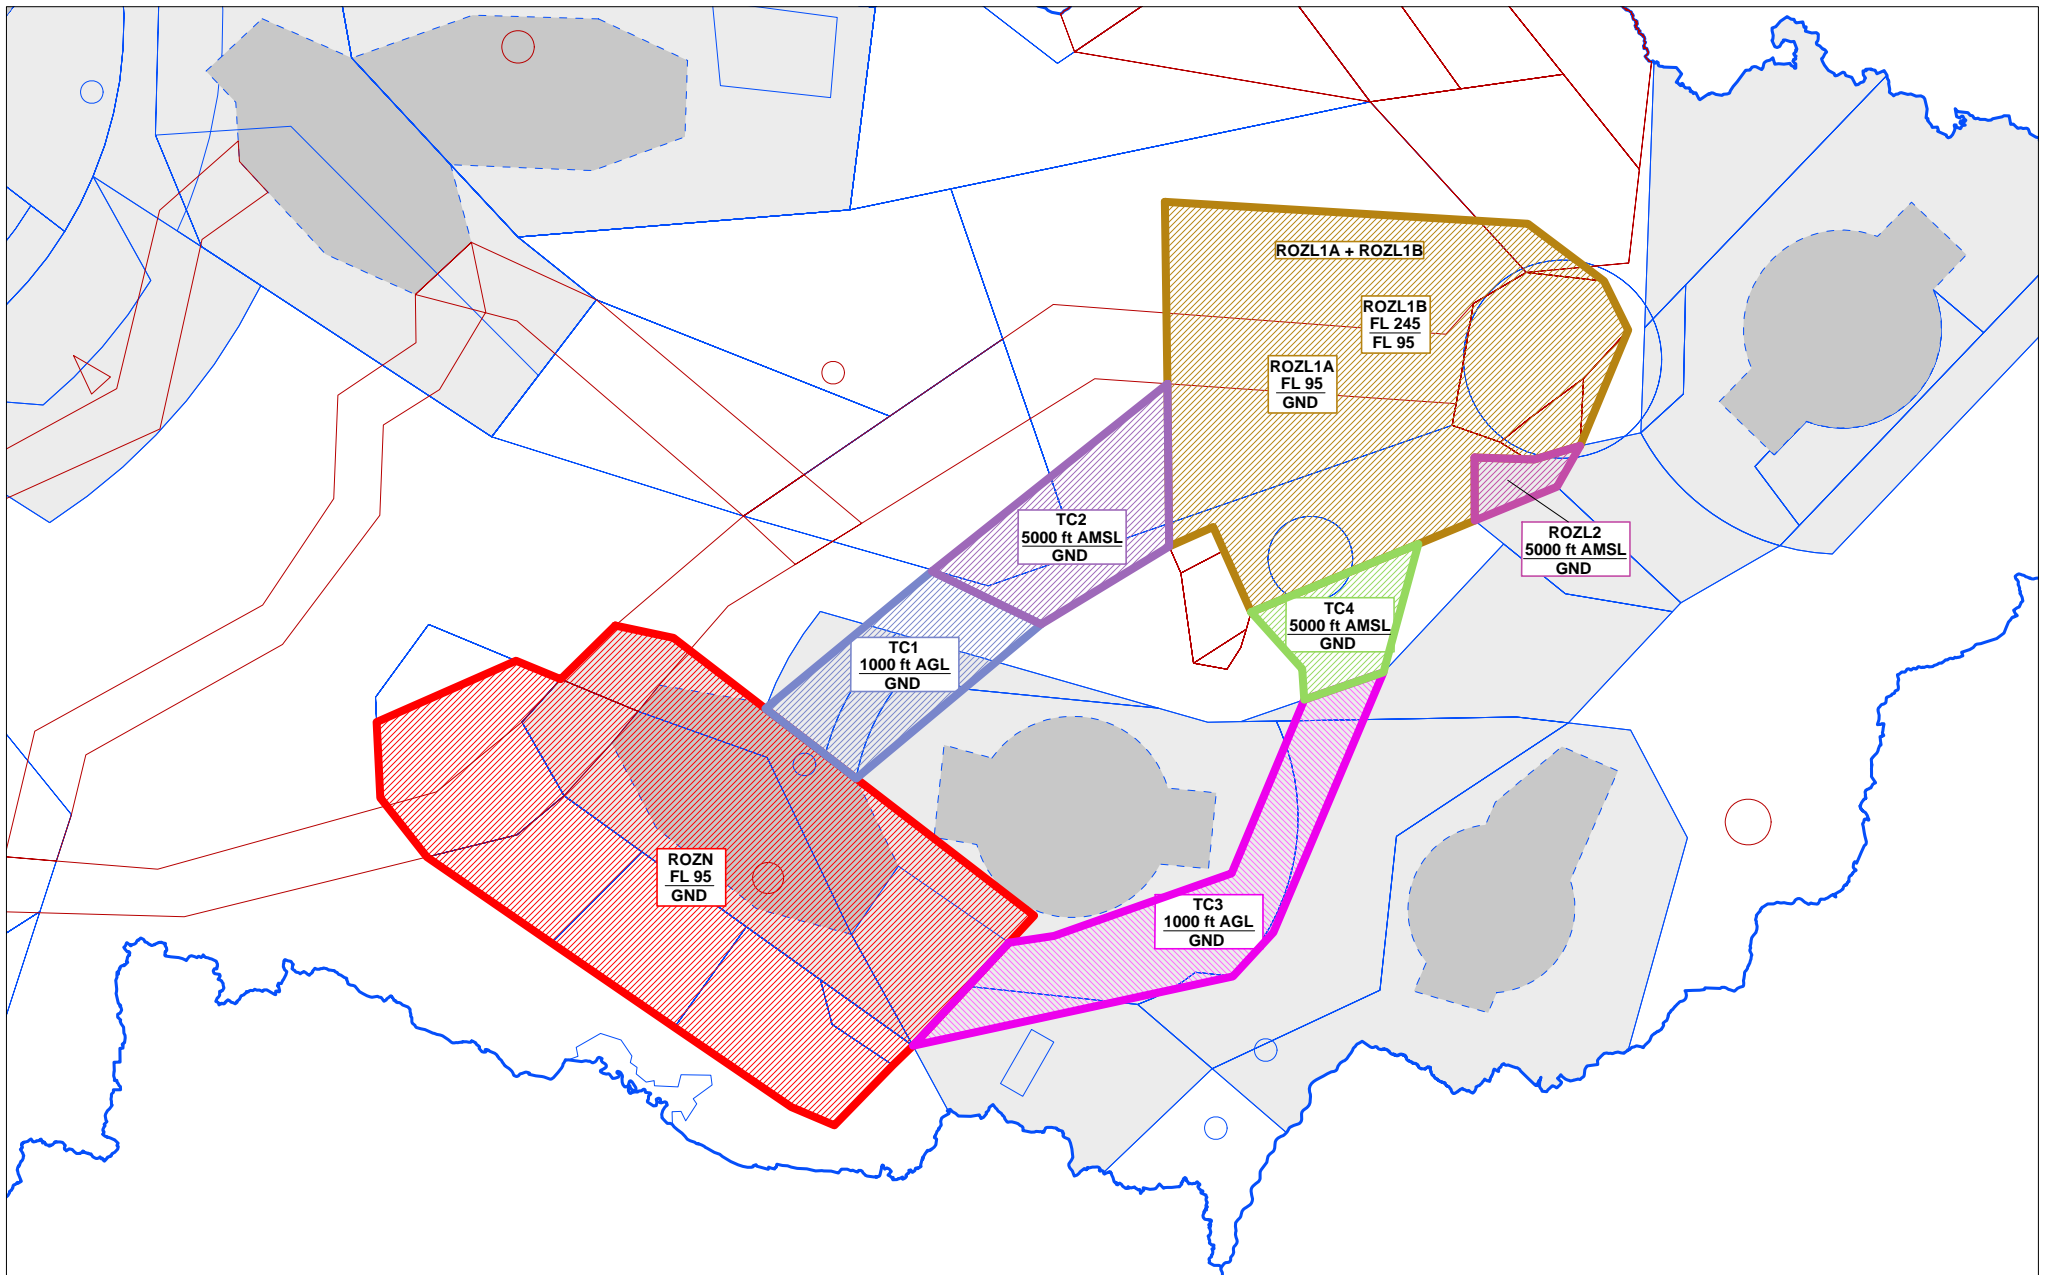 ROZL1A + ROZL1B
ROZL1B
FL 245
FL 95
ROZL1A
FL 95
GND
TC2
5000 ft AMSL
GND
ROZL2
5000 ft AMSL
GND
TC4
5000 ft AMSL
GND
TC1
1000 ft AGL
GND
ROZN
FL 95
GND
TC3
1000 ft AGL
GND